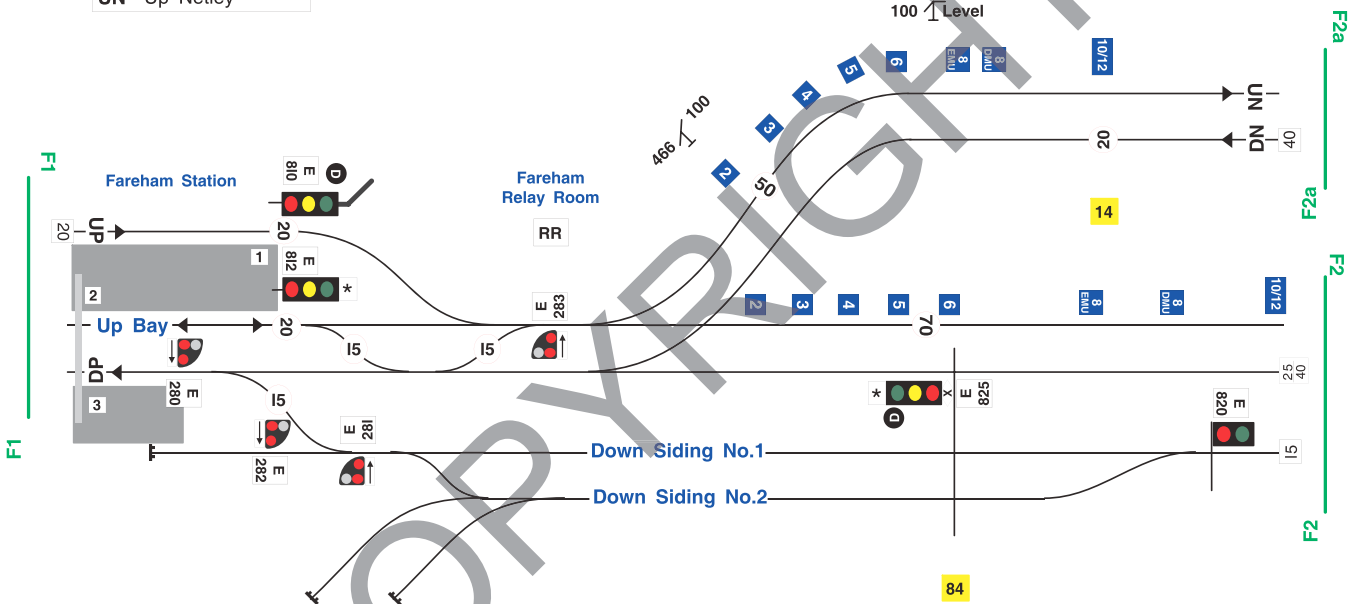 UN Up Netley
100 Level
F2a
2 3 4 5 6 8 EMU 8 DMU 10/12
UN
DN 40
20
50
466 100
14
F2a
F1
Fareham Station
E 810 D
Fareham
Relay Room
RR
20 UP 20
1
E 812 *
2
Up Bay 20
E 283
2 3 4 5 6 8 EMU 8 DMU 10/12
F2
70
15 15
DP
25
40
E 280
3
15
* D x E 825
E 820
E 281
E 282
Down Siding No.1
15
Down Siding No.2
F1
F2
84
OPYRIGHT